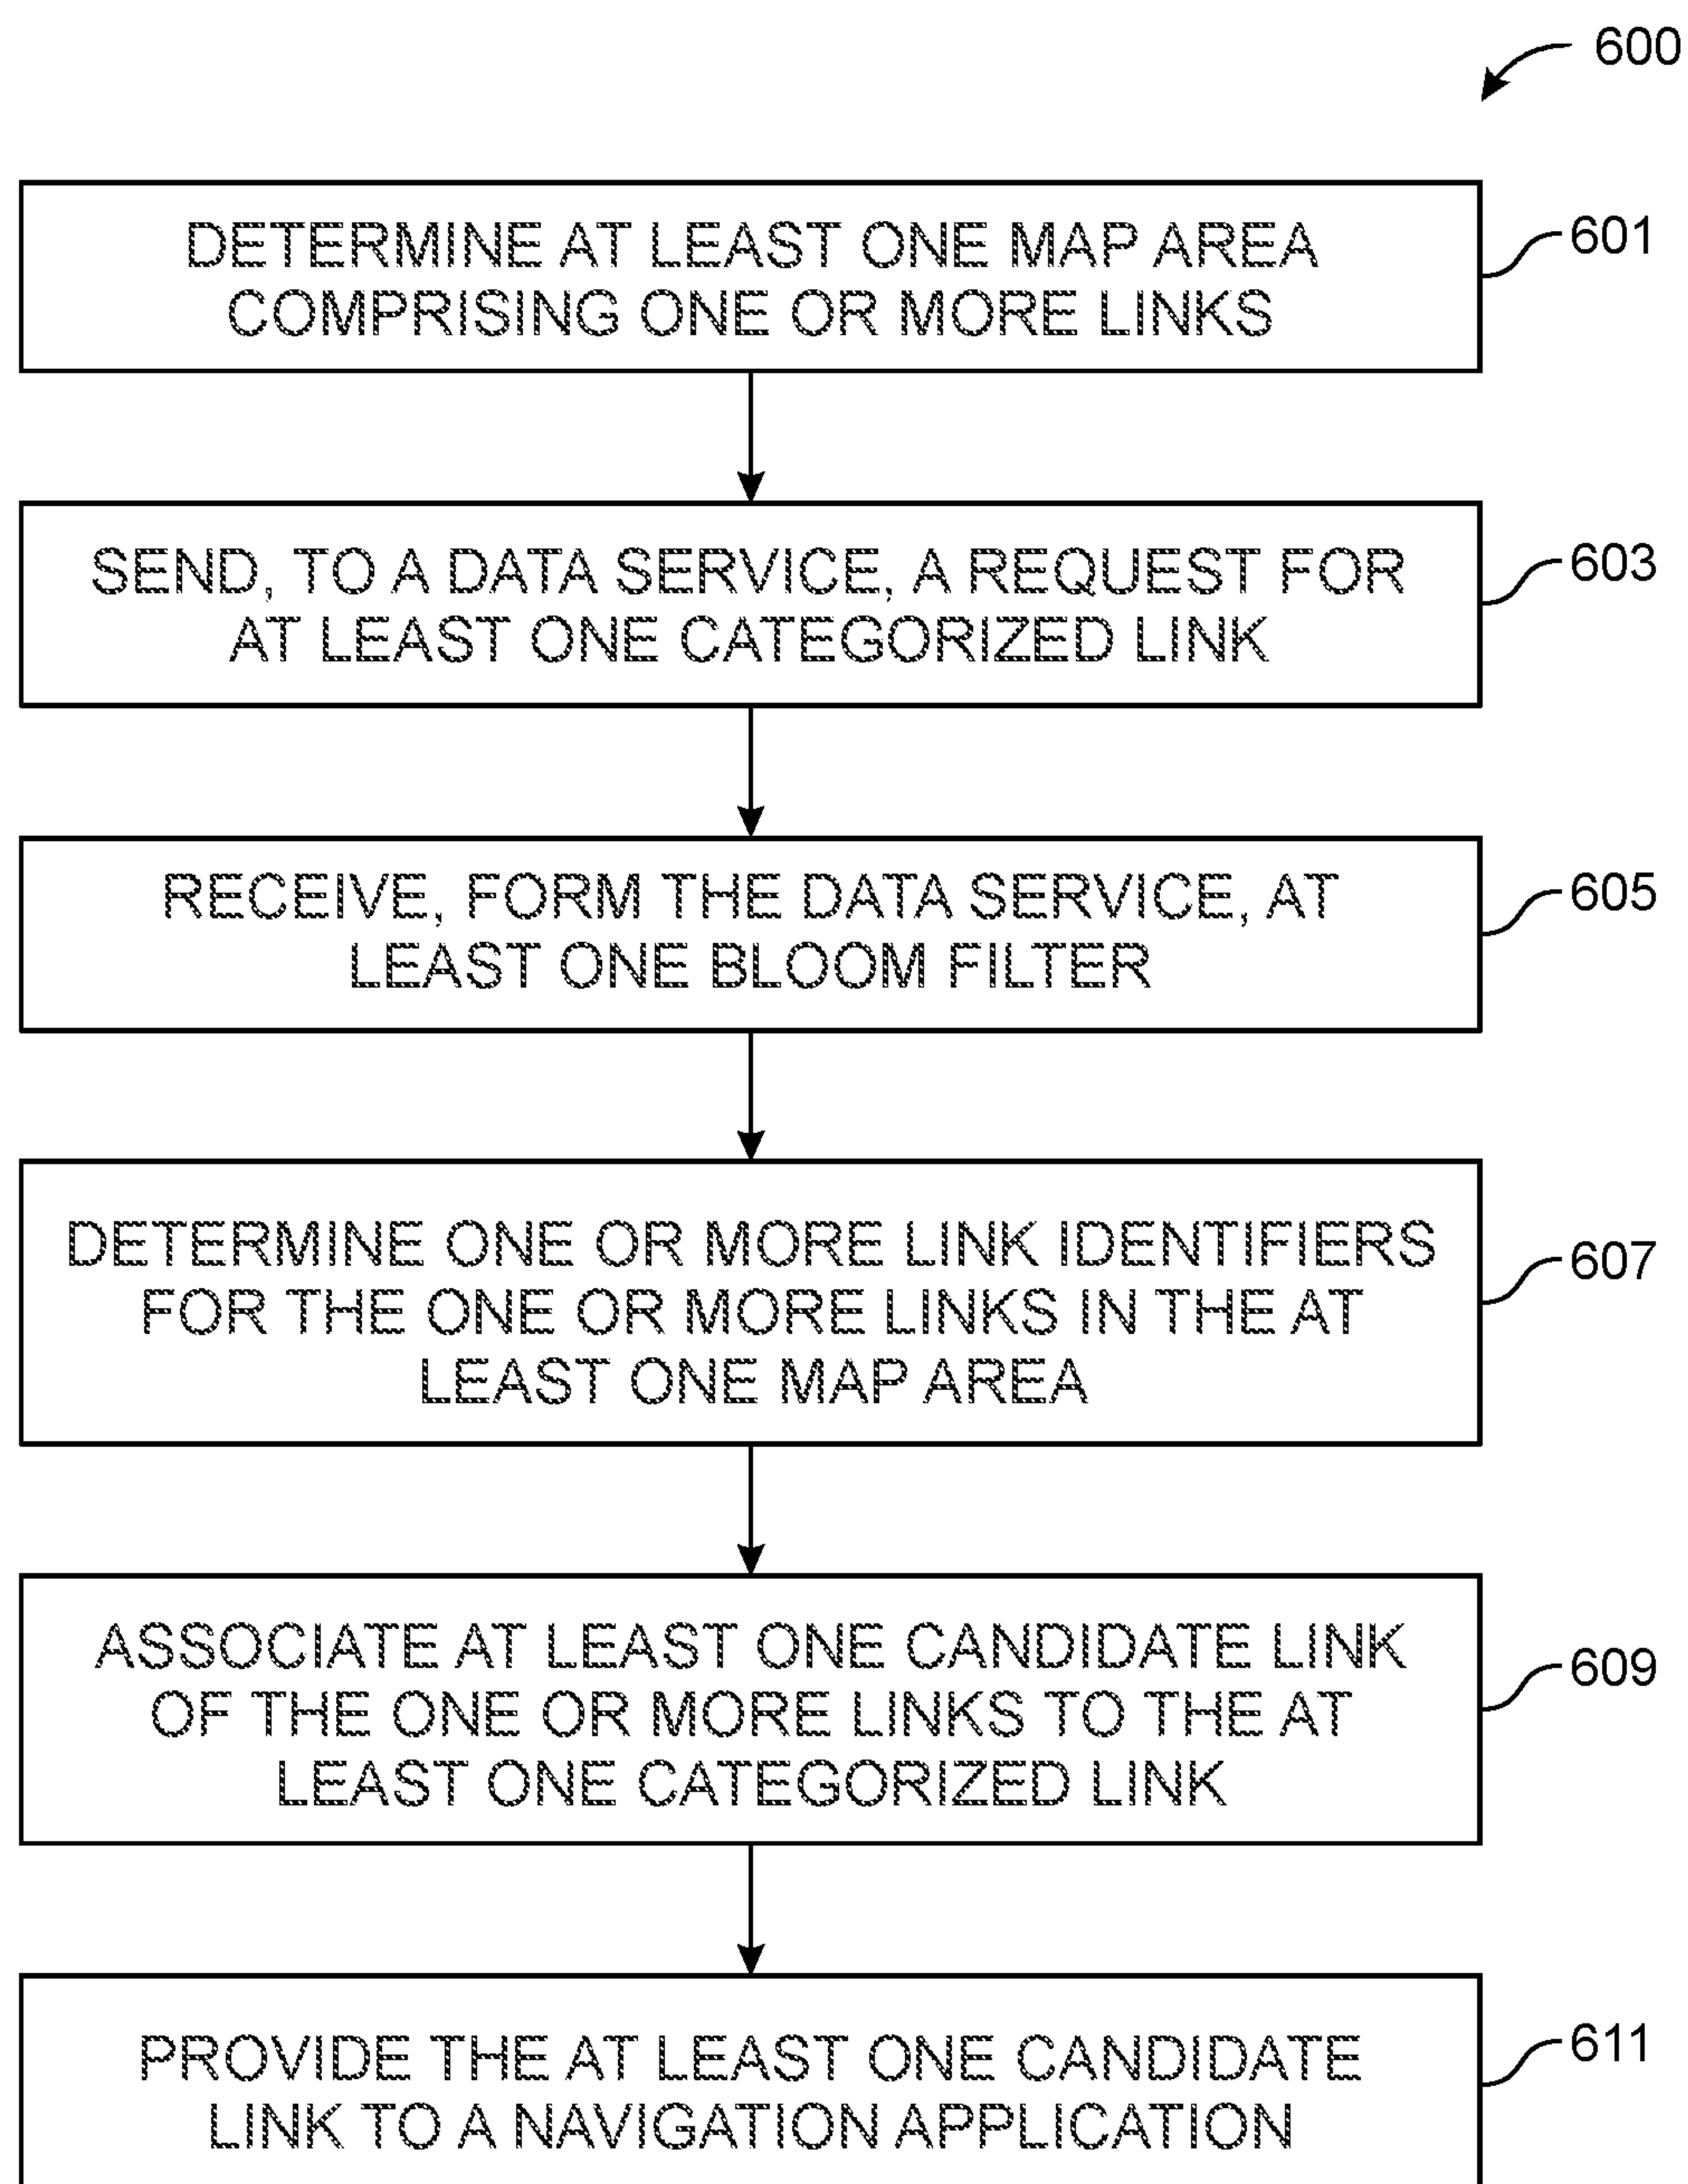 600
DETERMINE AT LEAST ONE MAP AREA
COMPRISING ONE OR MORE LINKS
601
SEND, TO A DATA SERVICE, A REQUEST FOR
AT LEAST ONE CATEGORIZED LINK
603
RECEIVE, FORM THE DATA SERVICE, AT
LEAST ONE BLOOM FILTER
605
DETERMINE ONE OR MORE LINK IDENTIFIERS
FOR THE ONE OR MORE LINKS IN THE AT
LEAST ONE MAP AREA
607
ASSOCIATE AT LEAST ONE CANDIDATE LINK
OF THE ONE OR MORE LINKS TO THE AT
LEAST ONE CATEGORIZED LINK
609
PROVIDE THE AT LEAST ONE CANDIDATE
LINK TO A NAVIGATION APPLICATION
611